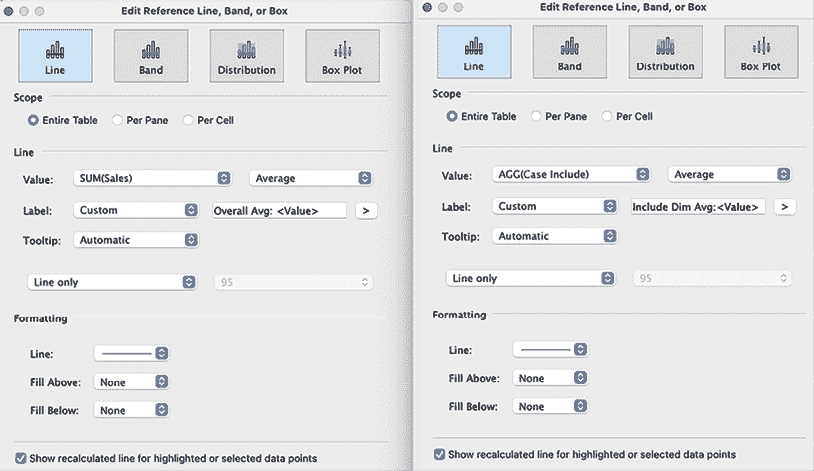 Edit Reference Line, Band, or Box
Line
Band
Distribution
Box Plot
Scope
Entire Table
Per Pane
Per Cell
Line
Value:
SUM(Sales)
Average
Label:
Custom
Overall Avg: <Value>
>
Tooltip:
Automatic
Line only
95
Formatting
Line:
Fill Above:
None
Fill Below:
None
Show recalculated line for highlighted or selected data points
Edit Reference Line, Band, or Box
Line
Band
Distribution
Box Plot
Scope
Entire Table
Per Pane
Per Cell
Line
Value:
AGG(Case Include)
Average
Label:
Custom
Include Dim Avg:<Value>
>
Tooltip:
Automatic
Line only
95
Formatting
Line:
Fill Above:
None
Fill Below:
None
Show recalculated line for highlighted or selected data points